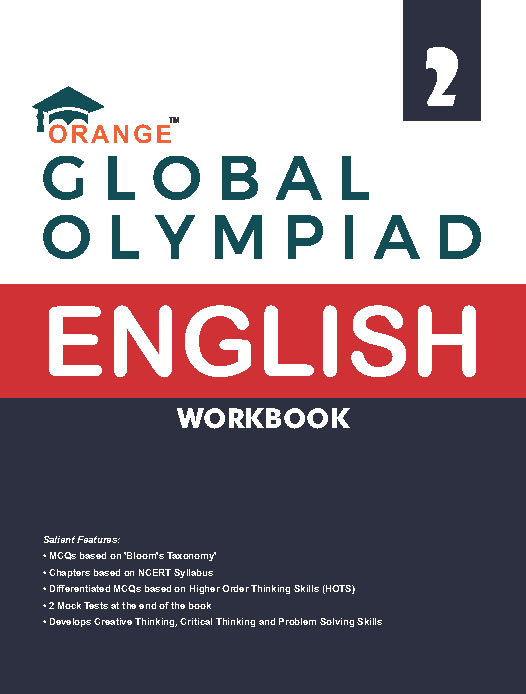 2
ORANGE™
GLOBAL
OLYMPIAD
ENGLISH
WORKBOOK
Salient Features:
• MCQs based on 'Bloom's Taxonomy'
• Chapters based on NCERT Syllabus
• Differentiated MCQs based on Higher Order Thinking Skills (HOTS)
• 2 Mock Tests at the end of the book
• Develops Creative Thinking, Critical Thinking and Problem Solving Skills